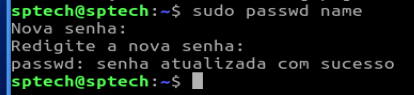 sptech@sptech:~$ sudo passwd name
Nova senha:
Redigite a nova senha:
passwd: senha atualizada com sucesso
sptech@sptech:~$